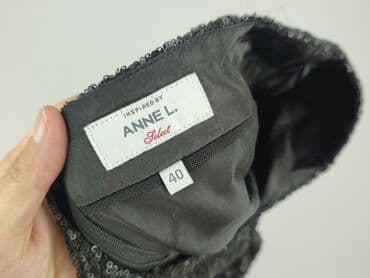 INSPIRED BY
ANNE L.
Select
40